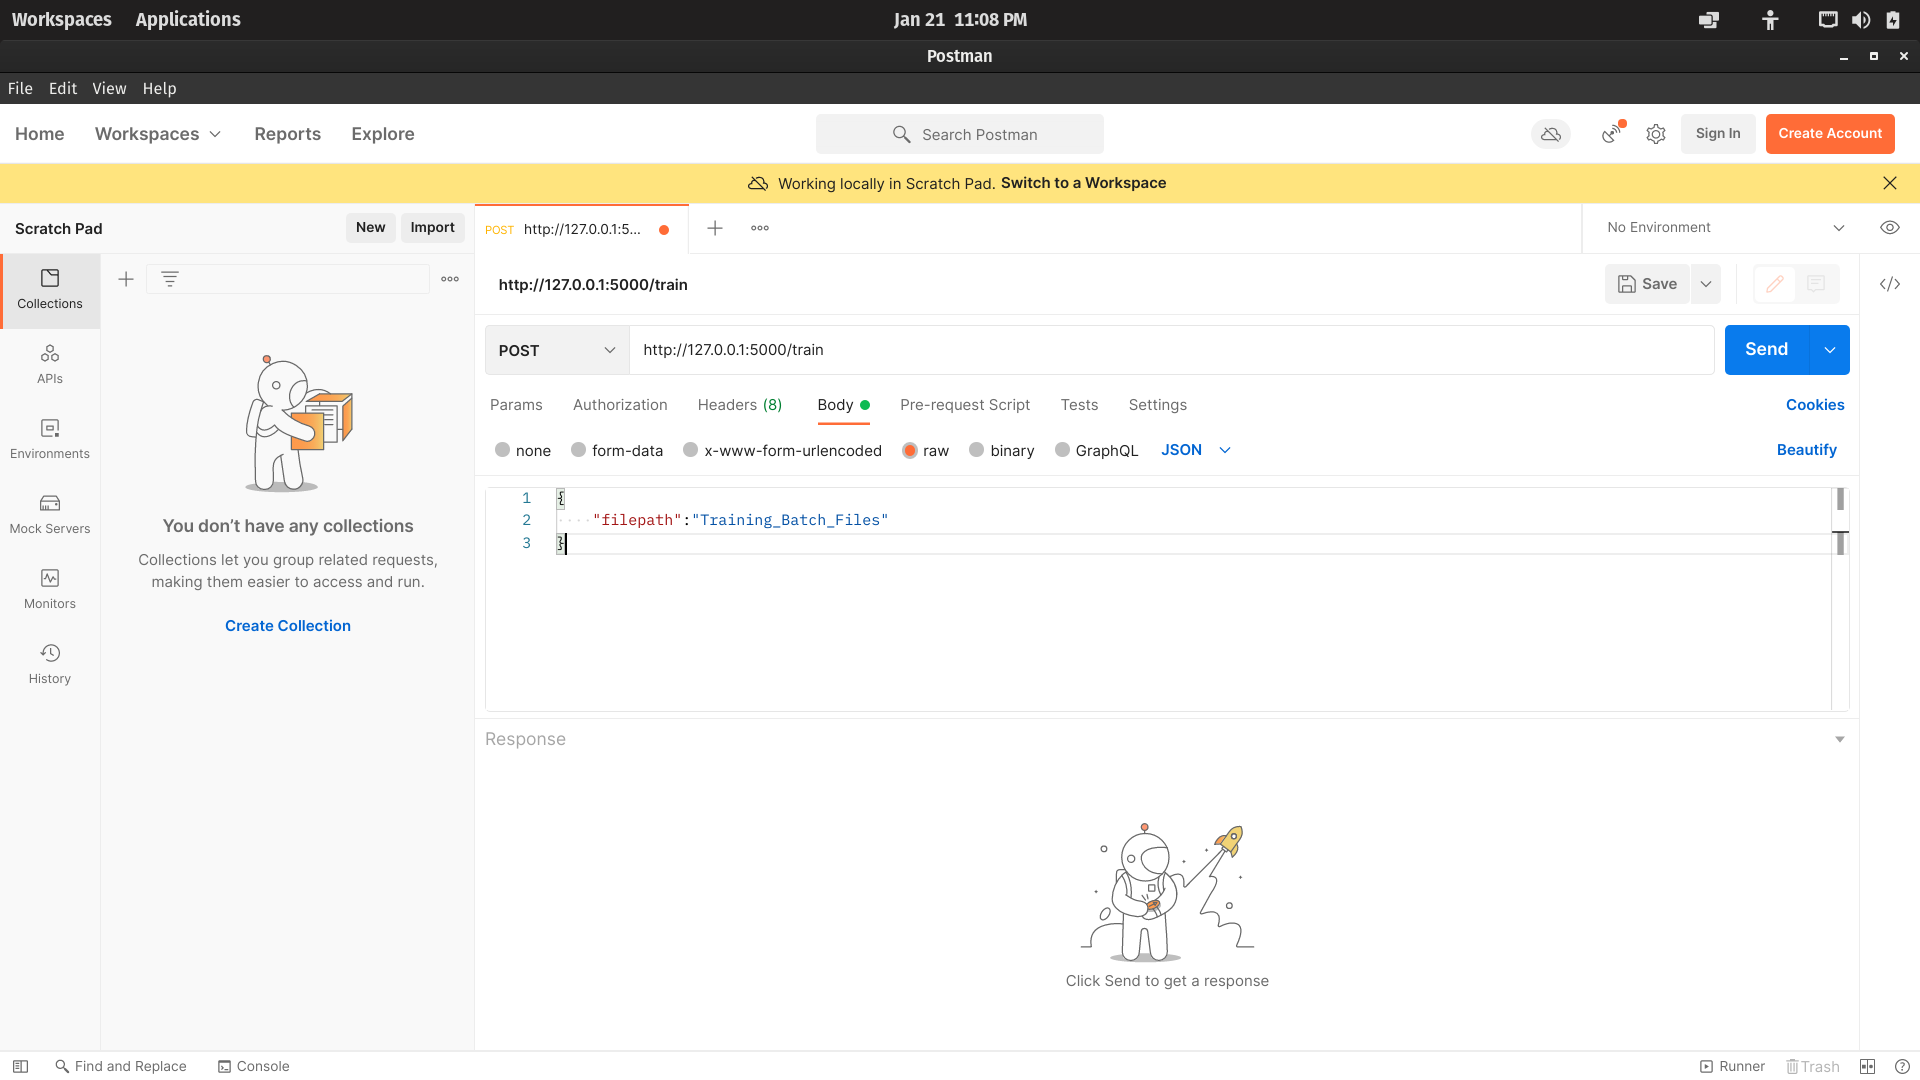 Workspaces Applications Jan 21 11:08 PM
Postman
File Edit View Help
Home Workspaces Reports Explore Search Postman Sign In Create Account
Working locally in Scratch Pad. Switch to a Workspace
Scratch Pad New Import POST http://127.0.0.1:5... No Environment
Collections
http://127.0.0.1:5000/train Save
POST http://127.0.0.1:5000/train Send
APIs
Params Authorization Headers (8) Body Pre-request Script Tests Settings Cookies
none form-data x-www-form-urlencoded raw binary GraphQL JSON Beautify
Environments
1 {
2 "filepath":"Training_Batch_Files"
3 }
Mock Servers
You don’t have any collections
Collections let you group related requests,
making them easier to access and run.
Create Collection
Monitors
History
Response
Click Send to get a response
Find and Replace Console Runner Trash